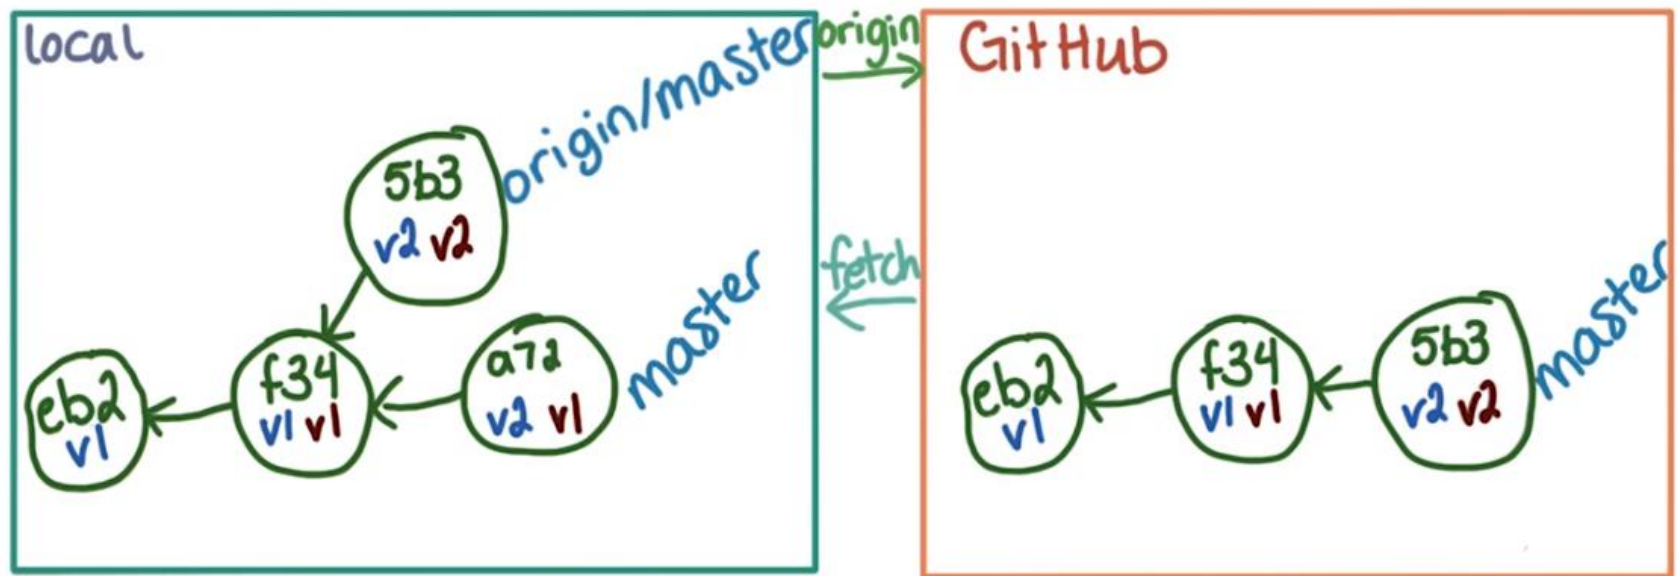 local
origin/master
5b3
v2 v2
eb2
v1
f34
v1 v1
a72
v2 v1
master
origin
fetch
GitHub
eb2
v1
f34
v1 v1
5b3
v2 v2
master